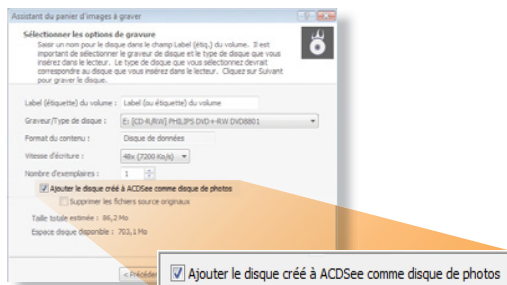 Assistant du panier d'images à graver
Sélectionner les options de gravure
Saisir un nom pour le disque dans le champ Label (étiq.) du volume. Il est
important de sélectionner le graveur de disque et le type de disque que vous
insérez dans le lecteur. Le type de disque que vous sélectionnez devrait
correspondre au disque que vous insérez dans le lecteur. Cliquez sur Suivant
pour graver le disque.
Label (étiquette) du volume : Label (ou étiquette) du volume
Graveur/Type de disque : E: [CD-R/RW] PHILIPS DVD+-RW DVD8801
Format du contenu : Disque de données
Vitesse d'écriture : 48x (7200 Ko/s)
Nombre d'exemplaires : 1
Ajouter le disque créé à ACDSee comme disque de photos
Supprimer les fichiers source originaux
Taille totale estimée : 86,2 Mo
Espace disque disponible : 703,1 Mo
< Précédent
Ajouter le disque créé à ACDSee comme disque de photos